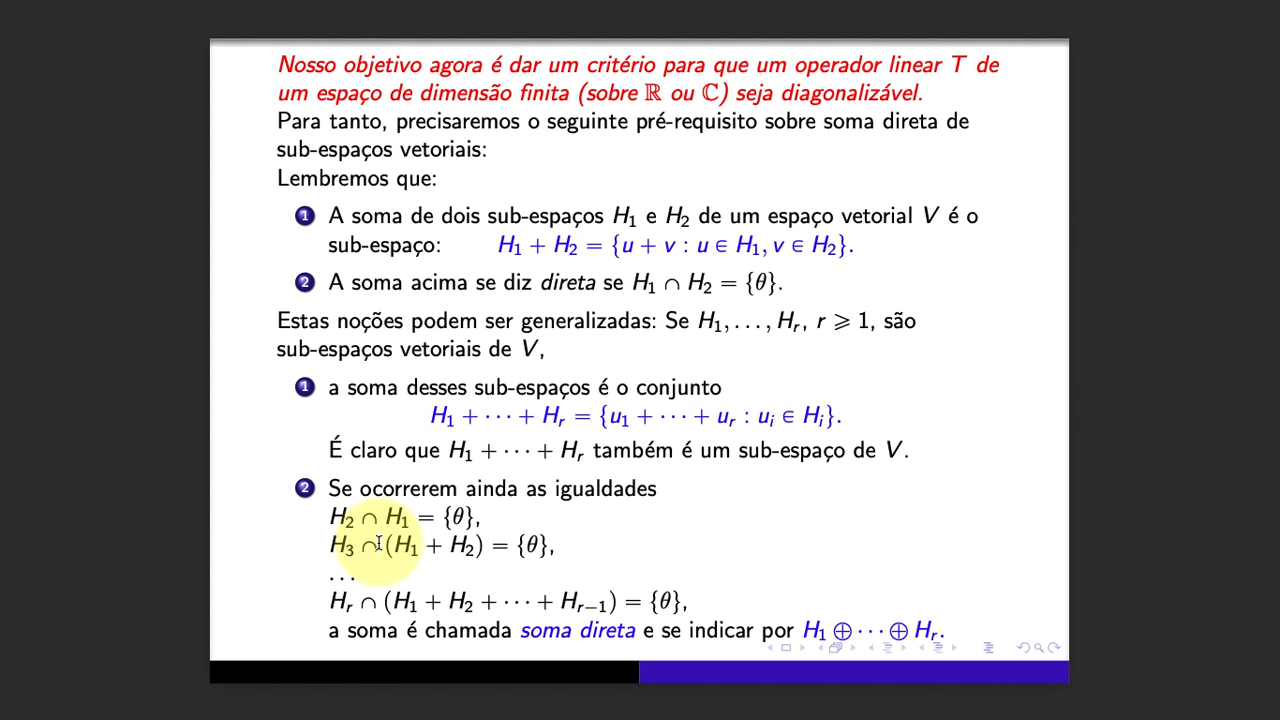 Nosso objetivo agora é dar um critério para que um operador linear T de
um espaço de dimensão finita (sobre ℝ ou ℂ) seja diagonalizável.
Para tanto, precisaremos o seguinte pré-requisito sobre soma direta de
sub-espaços vetoriais:
Lembremos que:
1 A soma de dois sub-espaços H₁ e H₂ de um espaço vetorial V é o
sub-espaço: H₁ + H₂ = {u + v : u ∈ H₁, v ∈ H₂}.
2 A soma acima se diz direta se H₁ ∩ H₂ = {θ}.
Estas noções podem ser generalizadas: Se H₁, . . . , Hᵣ, r ⩾ 1, são
sub-espaços vetoriais de V,
1 a soma desses sub-espaços é o conjunto
H₁ + · · · + Hᵣ = {u₁ + · · · + uᵣ : uᵢ ∈ Hᵢ}.
É claro que H₁ + · · · + Hᵣ também é um sub-espaço de V.
2 Se ocorrerem ainda as igualdades
H₂ ∩ H₁ = {θ},
H₃ ∩ (H₁ + H₂) = {θ},
. . .
Hᵣ ∩ (H₁ + H₂ + · · · + Hᵣ₋₁) = {θ},
a soma é chamada soma direta e se indicar por H₁ ⊕ · · · ⊕ Hᵣ.